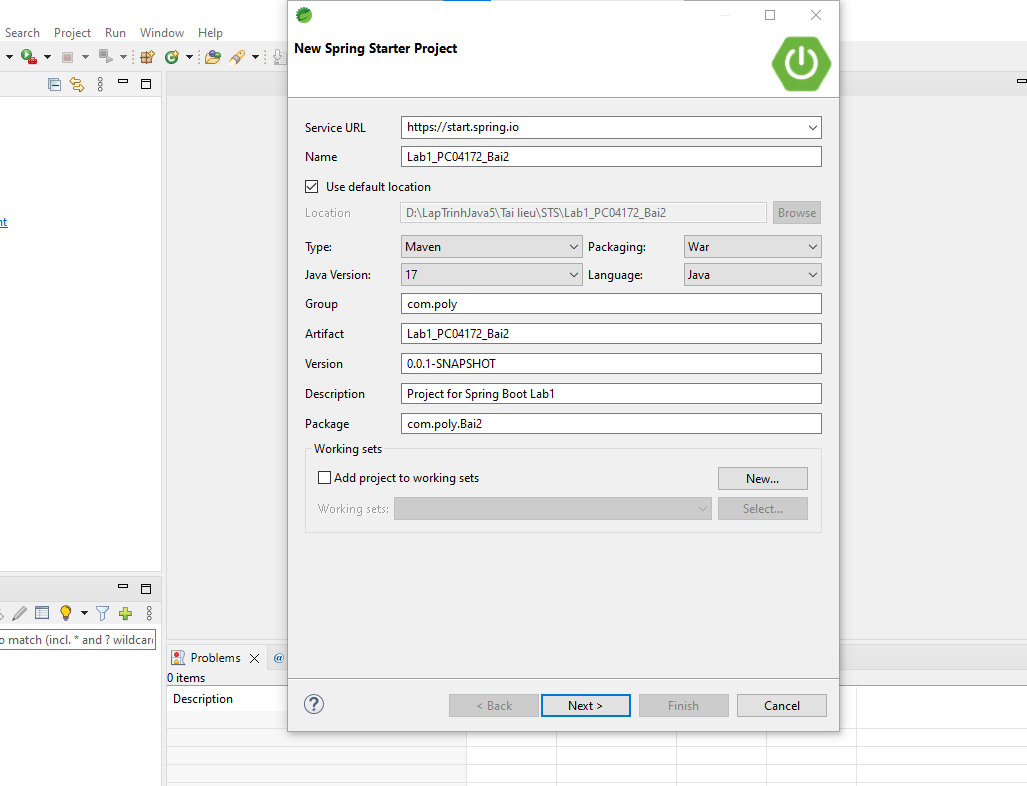 Search Project Run Window Help
nt
o match (incl. * and ? wildcar
New Spring Starter Project
Service URL https://start.spring.io
Name Lab1_PC04172_Bai2
Use default location
Location D:\LapTrinhJava5\Tai lieu\STS\Lab1_PC04172_Bai2 Browse
Type: Maven Packaging: War
Java Version: 17 Language: Java
Group com.poly
Artifact Lab1_PC04172_Bai2
Version 0.0.1-SNAPSHOT
Description Project for Spring Boot Lab1
Package com.poly.Bai2
Working sets
Add project to working sets New...
Working sets: Select...
? < Back Next > Finish Cancel
Problems @
0 items
Description